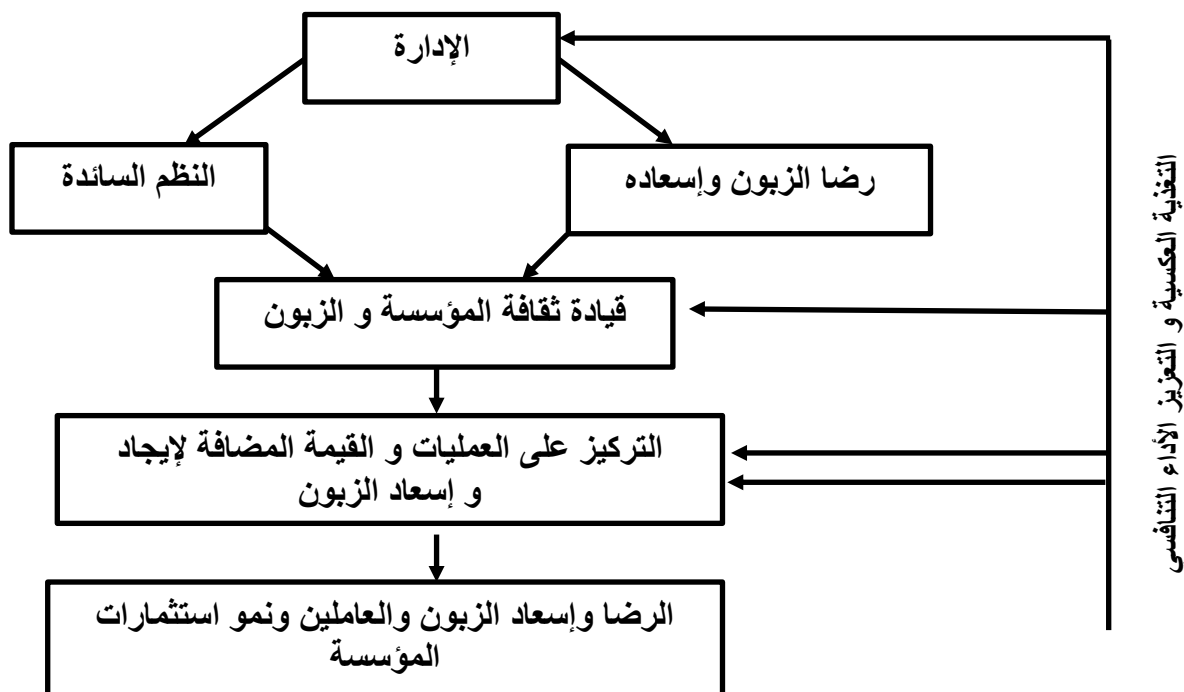 الإدارة
رضا الزبون وإسعاده
النظم السائدة
قيادة ثقافة المؤسسة و الزبون
التركيز على العمليات و القيمة المضافة لإيجاد
و إسعاد الزبون
الرضا وإسعاد الزبون والعاملين ونمو استثمارات
المؤسسة
التغذية العكسية و التعزيز الأداء التنافسى